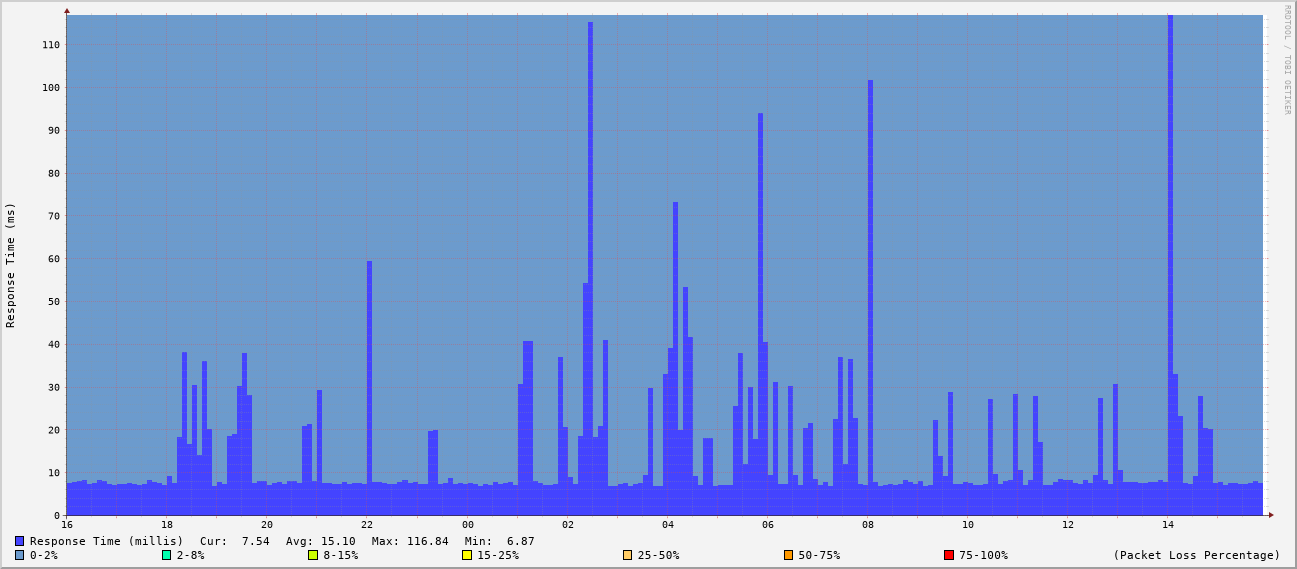 RRDTOOL / TOBI OETIKER
Response Time (ms)
110
100
90
80
70
60
50
40
30
20
10
0
16 18 20 22 00 02 04 06 08 10 12 14
Response Time (millis) Cur: 7.54 Avg: 15.10 Max: 116.84 Min: 6.87
0-2% 2-8% 8-15% 15-25% 25-50% 50-75% 75-100% (Packet Loss Percentage)